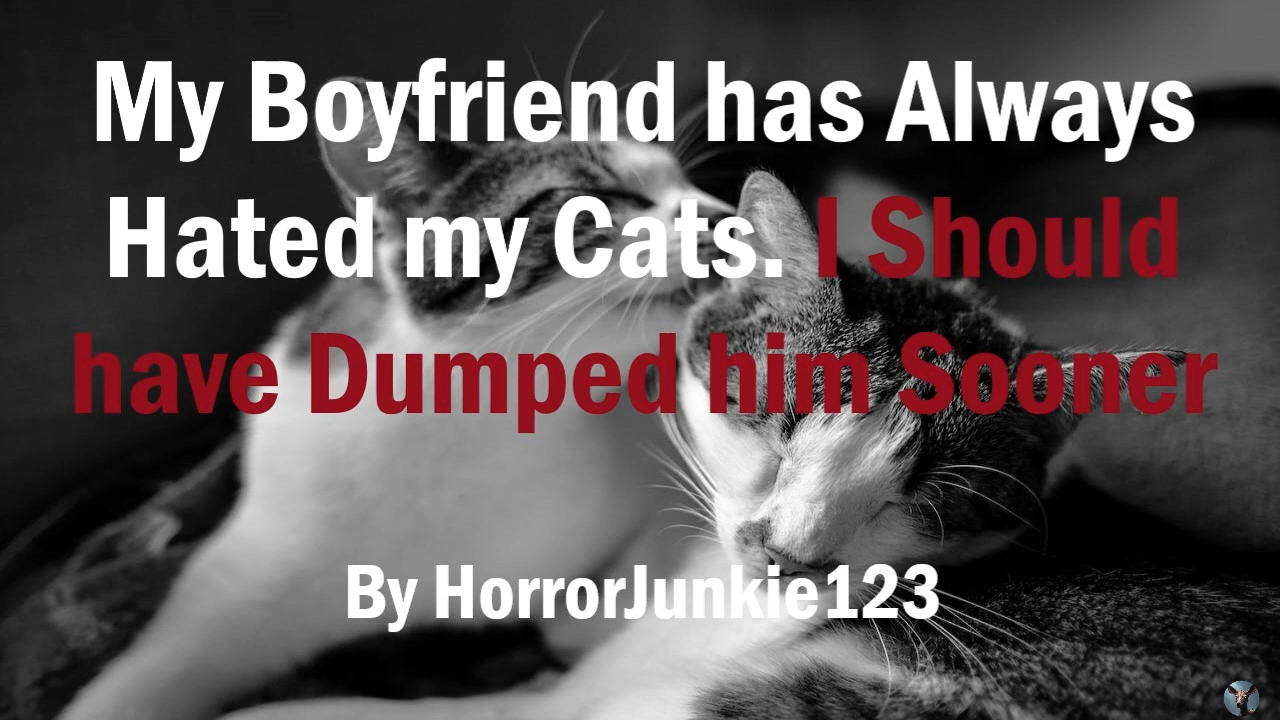 My Boyfriend has Always
Hated my Cats. I Should
have Dumped him Sooner
By HorrorJunkie123